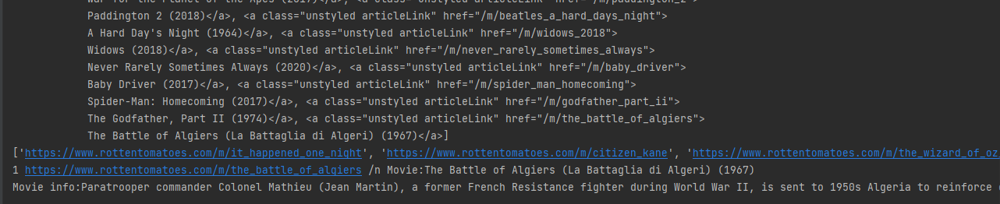 War for the Planet of the Apes (2017)</a>, <a class="unstyled articleLink" href="/m/paddington_2">
Paddington 2 (2018)</a>, <a class="unstyled articleLink" href="/m/beatles_a_hard_days_night">
A Hard Day's Night (1964)</a>, <a class="unstyled articleLink" href="/m/widows_2018">
Widows (2018)</a>, <a class="unstyled articleLink" href="/m/never_rarely_sometimes_always">
Never Rarely Sometimes Always (2020)</a>, <a class="unstyled articleLink" href="/m/baby_driver">
Baby Driver (2017)</a>, <a class="unstyled articleLink" href="/m/spider_man_homecoming">
Spider-Man: Homecoming (2017)</a>, <a class="unstyled articleLink" href="/m/godfather_part_ii">
The Godfather, Part II (1974)</a>, <a class="unstyled articleLink" href="/m/the_battle_of_algiers">
The Battle of Algiers (La Battaglia di Algeri) (1967)</a>]
['https://www.rottentomatoes.com/m/it_happened_one_night', 'https://www.rottentomatoes.com/m/citizen_kane', 'https://www.rottentomatoes.com/m/the_wizard_of_oz
1 https://www.rottentomatoes.com/m/the_battle_of_algiers /n Movie:The Battle of Algiers (La Battaglia di Algeri) (1967)
Movie info:Paratrooper commander Colonel Mathieu (Jean Martin), a former French Resistance fighter during World War II, is sent to 1950s Algeria to reinforce